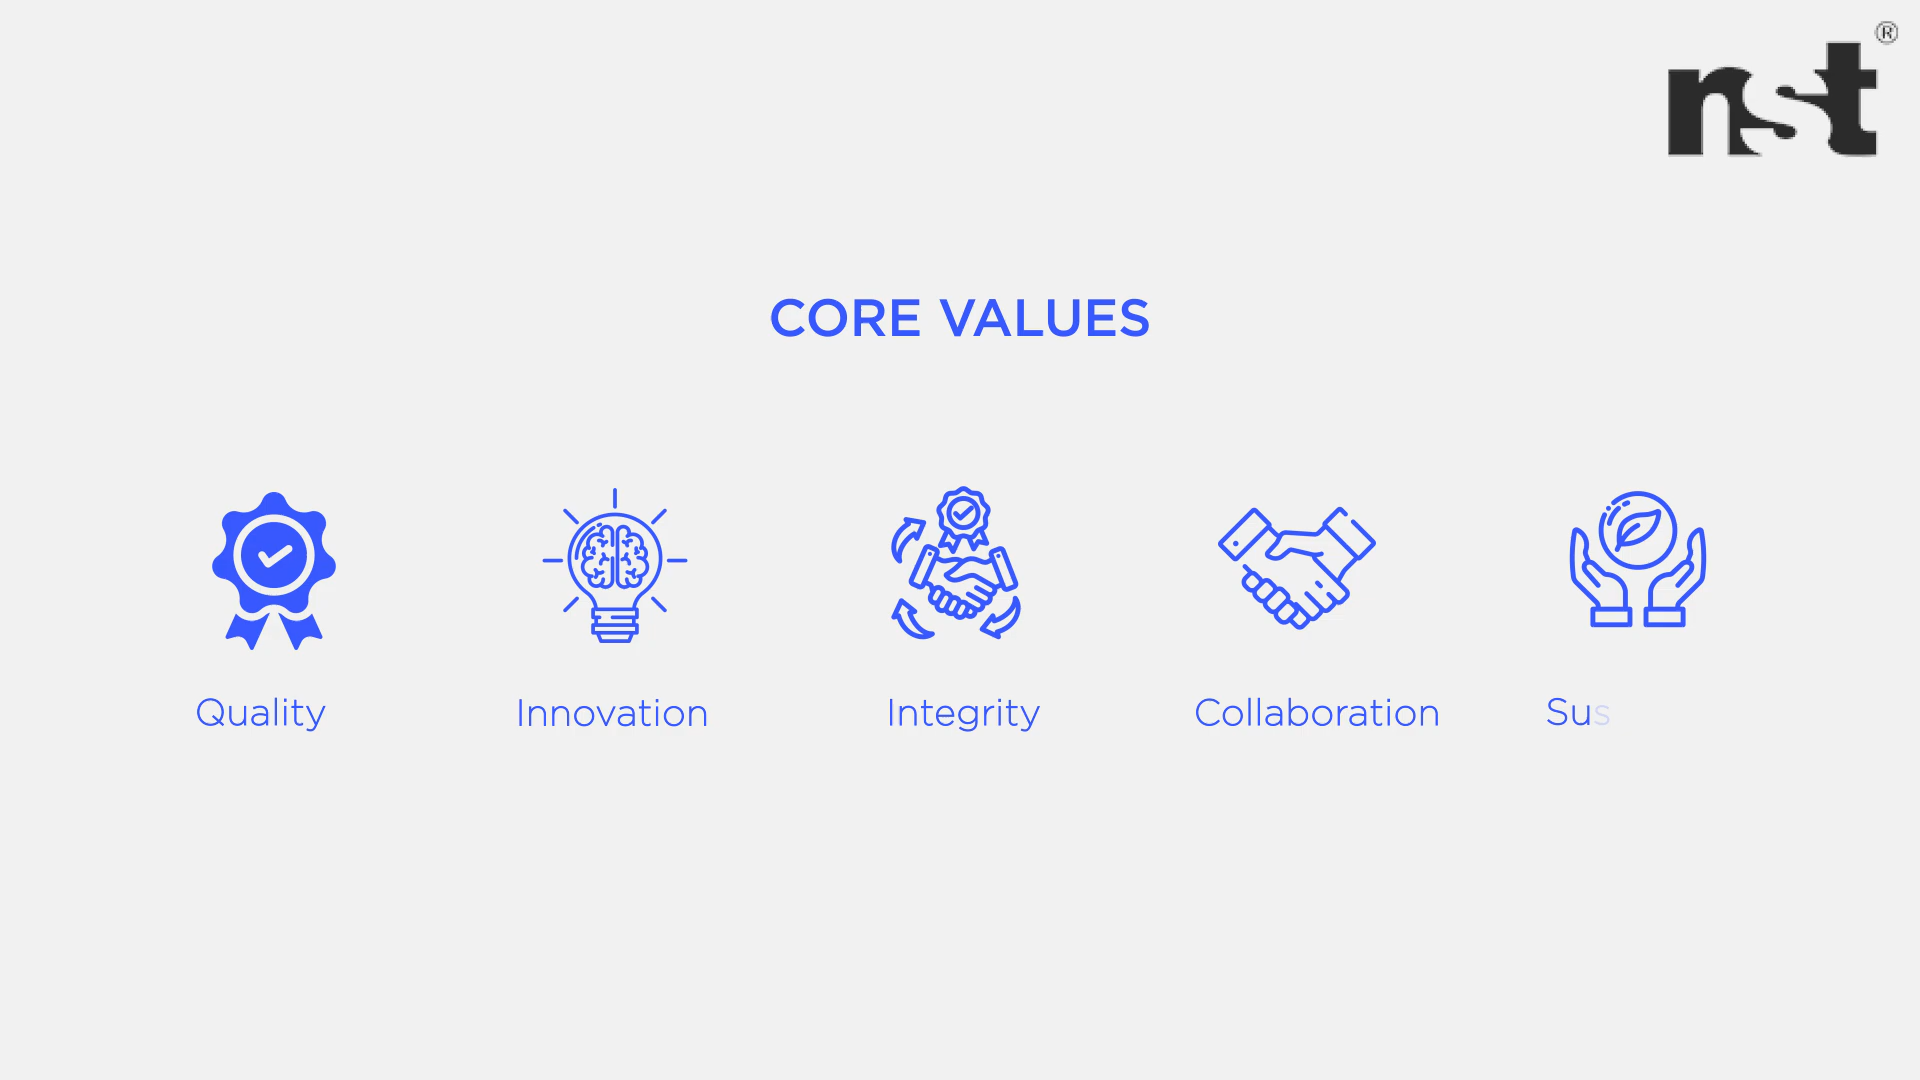 nst®
CORE VALUES
Quality
Innovation
Integrity
Collaboration
Sus